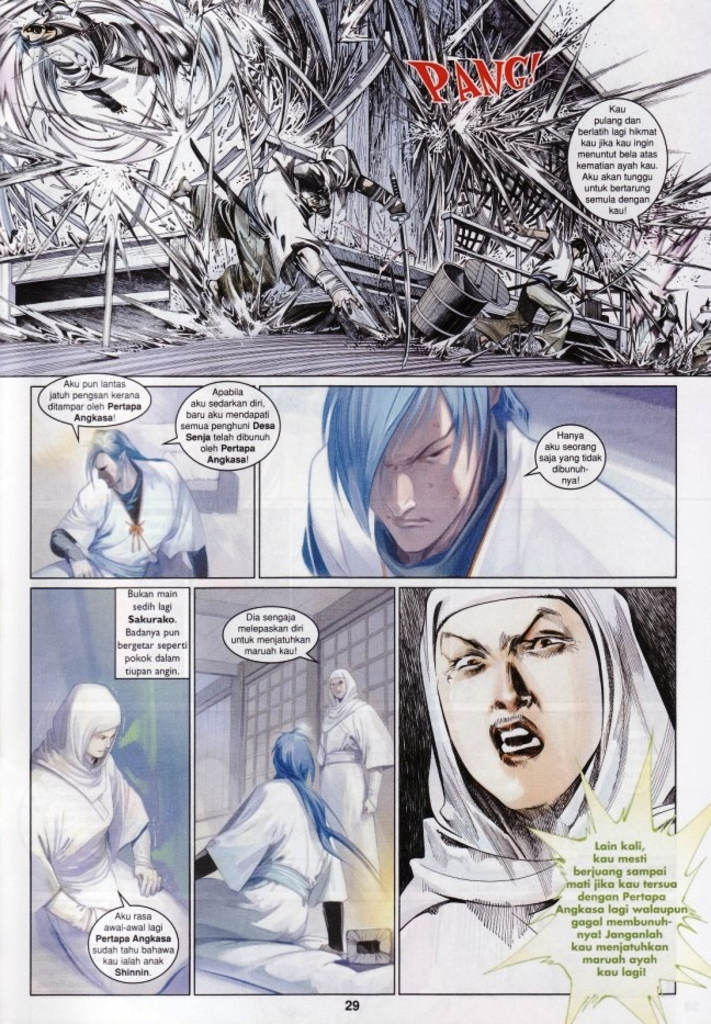 PANG!
Kau
pulang dan
berlatih lagi hikmat
kau jika kau ingin
menuntut bela atas
kematian ayah kau.
Aku akan tunggu
untuk bertarung
semula dengan
kau!
Aku pun lantas
jatuh pengsan kerana
ditampar oleh Pertapa
Angkasa!
Apabila
aku sedarkan diri,
baru aku mendapati
semua penghuni Desa
Senja telah dibunuh
oleh Pertapa
Angkasa!
Hanya
aku seorang
saja yang tidak
dibunuh-
nya!
Bukan main
sedih lagi
Sakurako.
Badanya pun
bergetar seperti
pokok dalam
tiupan angin.
Aku rasa
awal-awal lagi
Pertapa Angkasa
sudah tahu bahawa
kau ialah anak
Shinnin.
Dia sengaja
melepaskan diri
untuk menjatuhkan
maruah kau!
Lain kali,
kau mesti
berjuang sampai
mati jika kau tersua
dengan Pertapa
Angkasa lagi walaupun
gagal membunuh-
nya! Janganlah
kau menjatuhkan
maruah ayah
kau lagi!
29